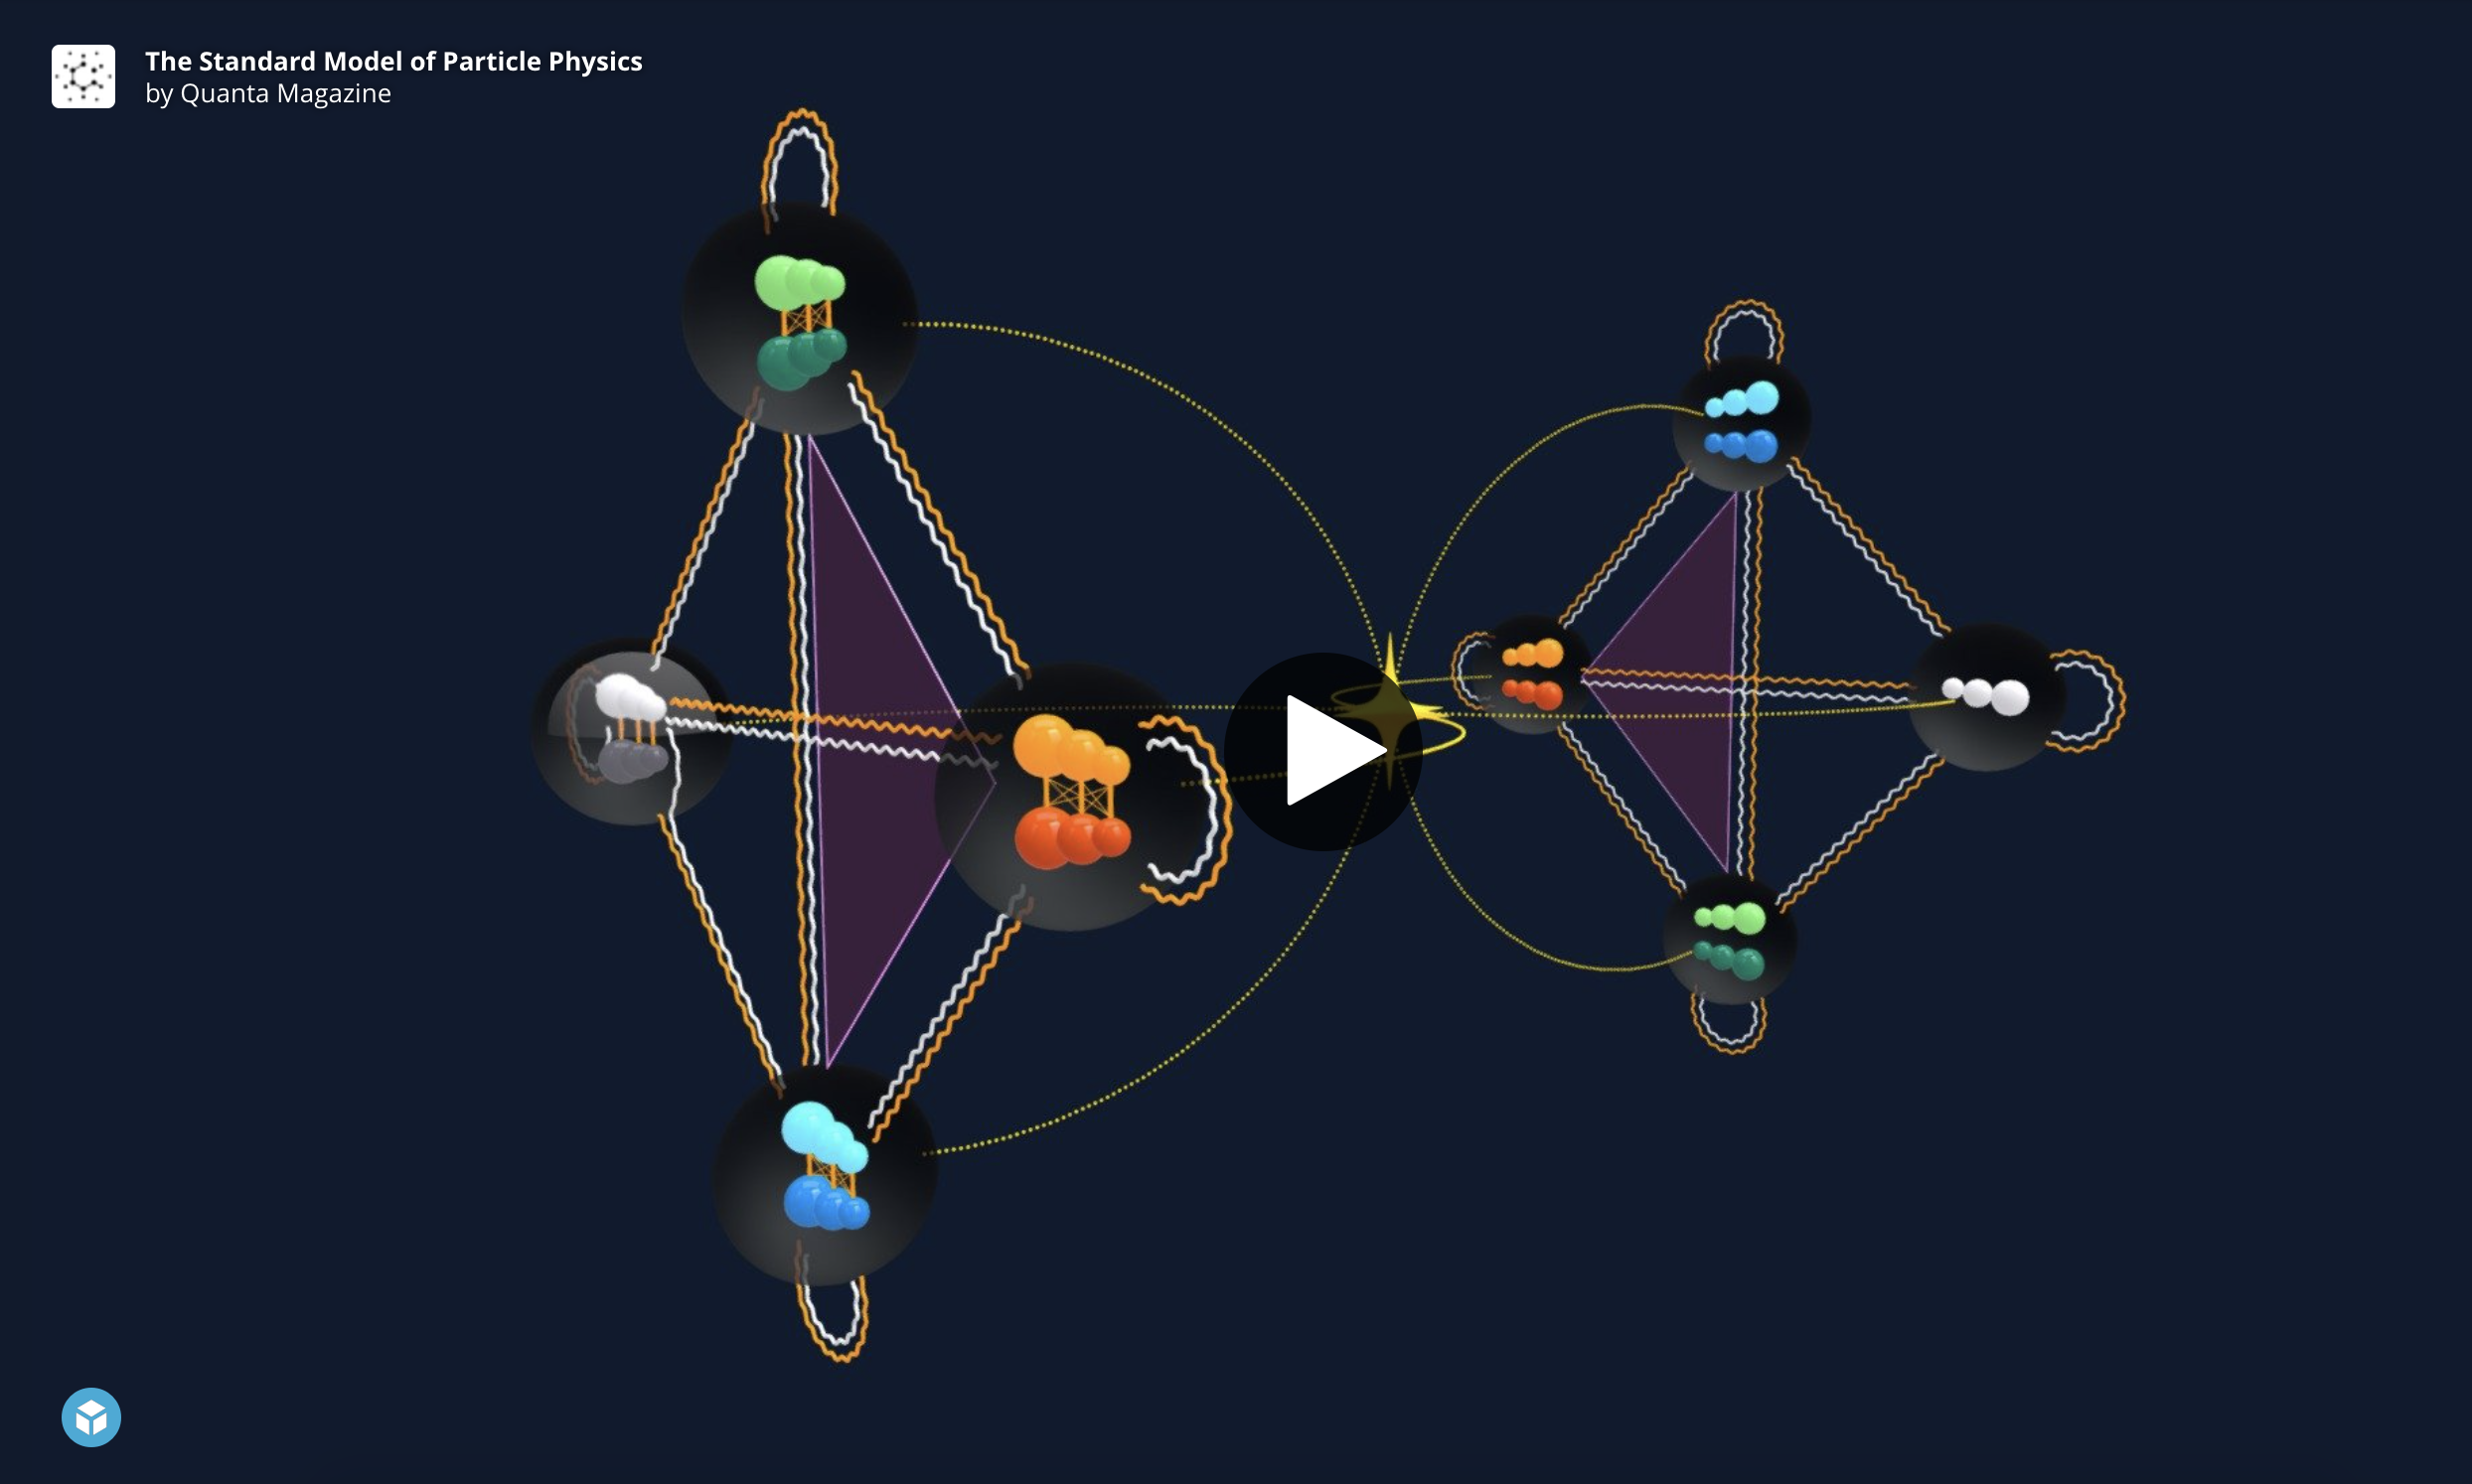 The Standard Model of Particle Physics
by Quanta Magazine